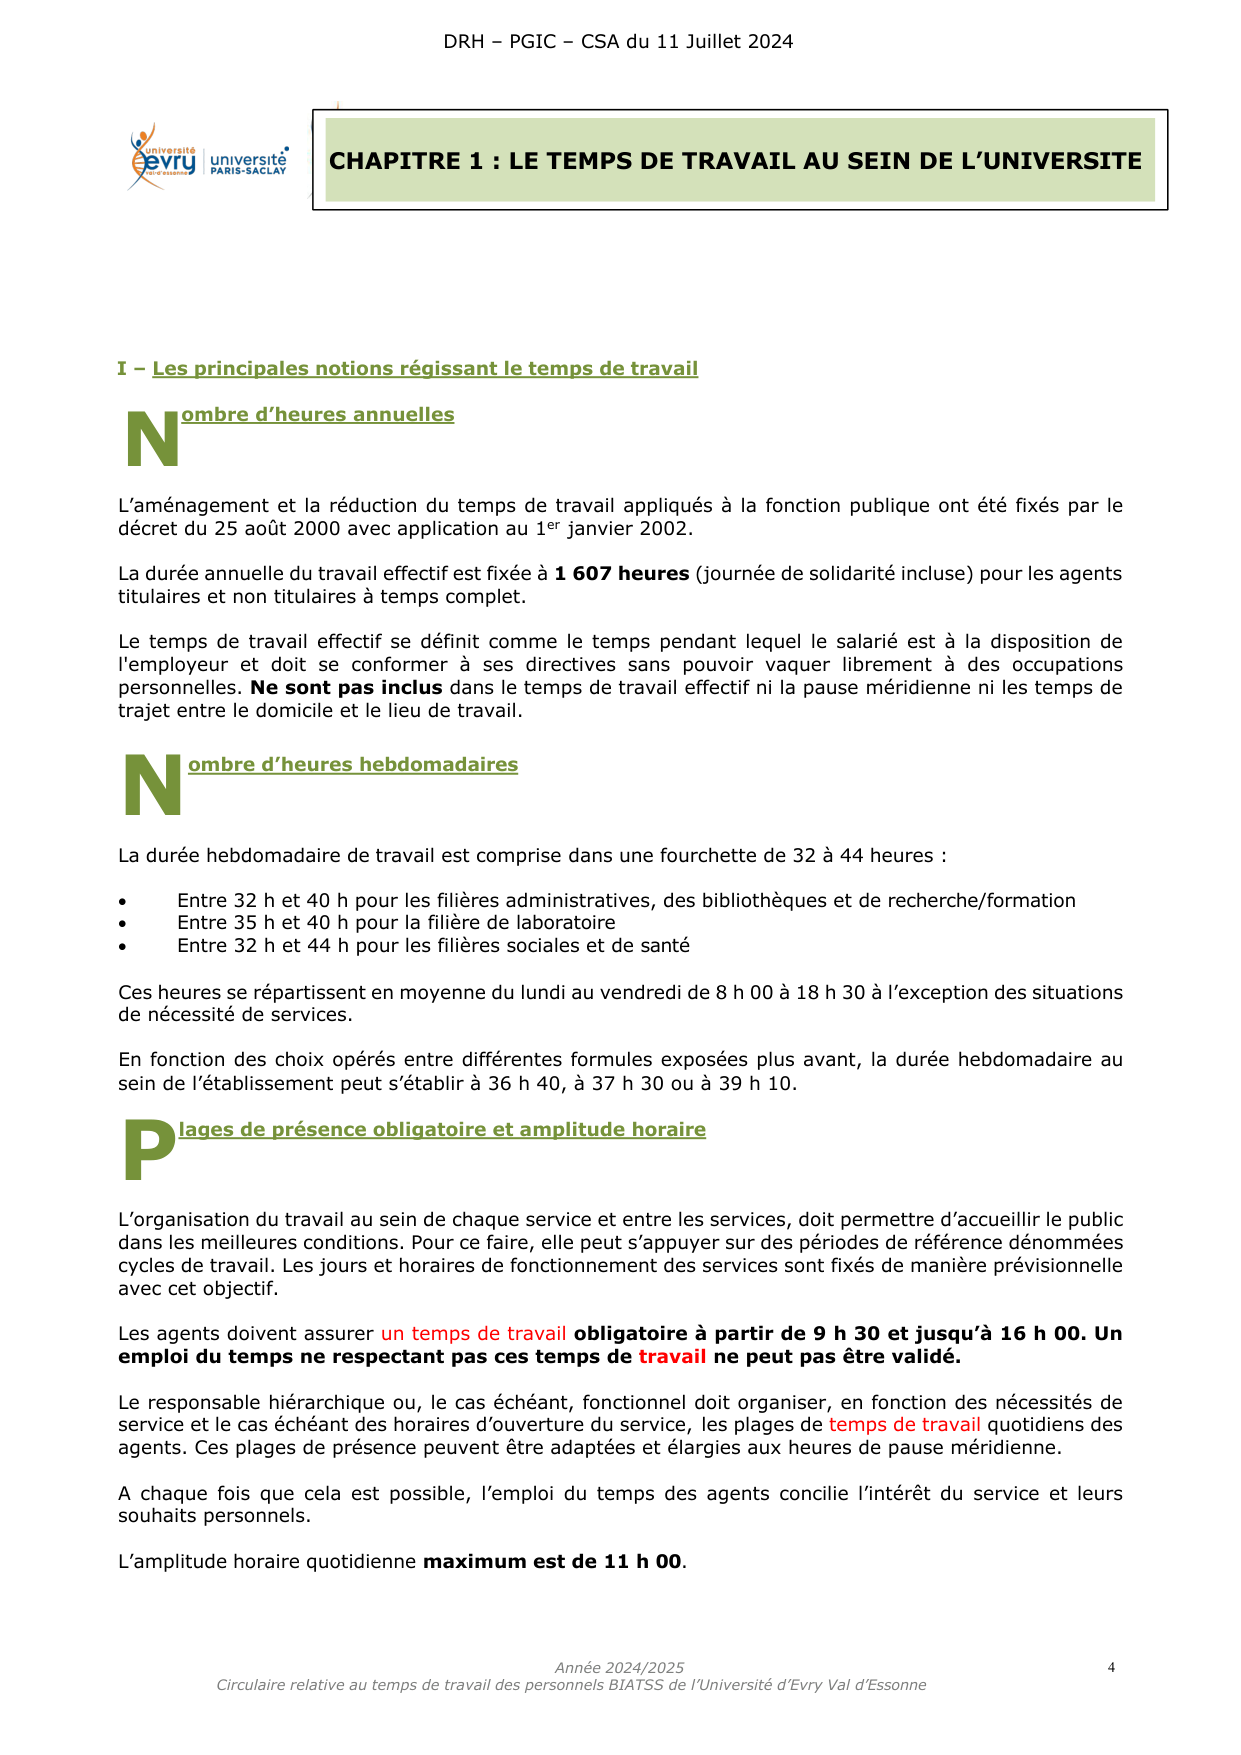 DRH – PGIC – CSA du 11 Juillet 2024
université
evry
val-d'essonne
université
PARIS-SACLAY
CHAPITRE 1 : LE TEMPS DE TRAVAIL AU SEIN DE L’UNIVERSITE
I – Les principales notions régissant le temps de travail
Nombre d’heures annuelles
L’aménagement et la réduction du temps de travail appliqués à la fonction publique ont été fixés par le
décret du 25 août 2000 avec application au 1er janvier 2002.
La durée annuelle du travail effectif est fixée à 1 607 heures (journée de solidarité incluse) pour les agents
titulaires et non titulaires à temps complet.
Le temps de travail effectif se définit comme le temps pendant lequel le salarié est à la disposition de
l'employeur et doit se conformer à ses directives sans pouvoir vaquer librement à des occupations
personnelles. Ne sont pas inclus dans le temps de travail effectif ni la pause méridienne ni les temps de
trajet entre le domicile et le lieu de travail.
Nombre d’heures hebdomadaires
La durée hebdomadaire de travail est comprise dans une fourchette de 32 à 44 heures :
• Entre 32 h et 40 h pour les filières administratives, des bibliothèques et de recherche/formation
• Entre 35 h et 40 h pour la filière de laboratoire
• Entre 32 h et 44 h pour les filières sociales et de santé
Ces heures se répartissent en moyenne du lundi au vendredi de 8 h 00 à 18 h 30 à l’exception des situations
de nécessité de services.
En fonction des choix opérés entre différentes formules exposées plus avant, la durée hebdomadaire au
sein de l’établissement peut s’établir à 36 h 40, à 37 h 30 ou à 39 h 10.
Plages de présence obligatoire et amplitude horaire
L’organisation du travail au sein de chaque service et entre les services, doit permettre d’accueillir le public
dans les meilleures conditions. Pour ce faire, elle peut s’appuyer sur des périodes de référence dénommées
cycles de travail. Les jours et horaires de fonctionnement des services sont fixés de manière prévisionnelle
avec cet objectif.
Les agents doivent assurer un temps de travail obligatoire à partir de 9 h 30 et jusqu’à 16 h 00. Un
emploi du temps ne respectant pas ces temps de travail ne peut pas être validé.
Le responsable hiérarchique ou, le cas échéant, fonctionnel doit organiser, en fonction des nécessités de
service et le cas échéant des horaires d’ouverture du service, les plages de temps de travail quotidiens des
agents. Ces plages de présence peuvent être adaptées et élargies aux heures de pause méridienne.
A chaque fois que cela est possible, l’emploi du temps des agents concilie l’intérêt du service et leurs
souhaits personnels.
L’amplitude horaire quotidienne maximum est de 11 h 00.
Année 2024/2025
4
Circulaire relative au temps de travail des personnels BIATSS de l’Université d’Evry Val d’Essonne